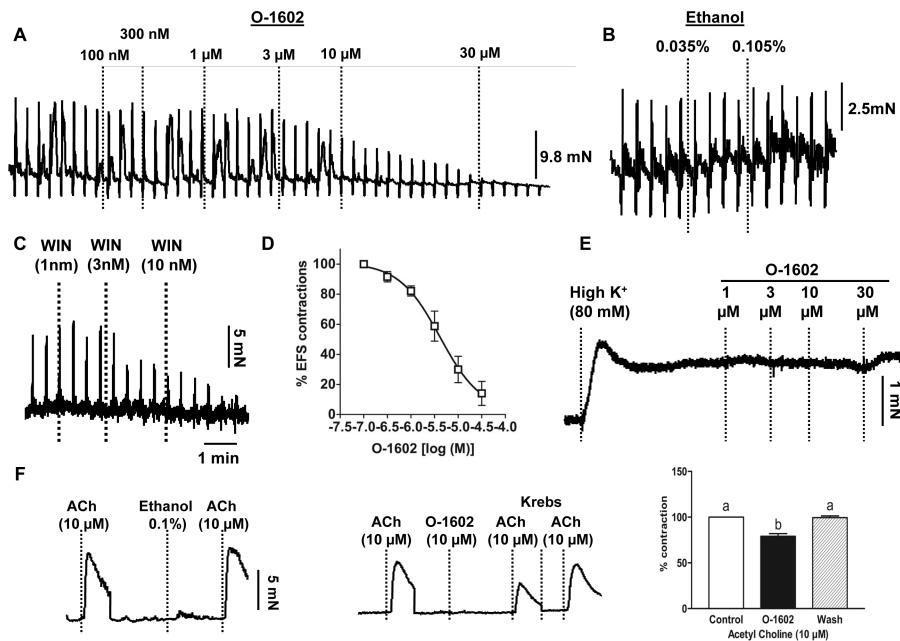 O-1602
A
100 nM
300 nM
1 µM
3 µM
10 µM
30 µM
9.8 mN
Ethanol
B
0.035%
0.105%
2.5mN
C
WIN
(1nm)
WIN
(3nM)
WIN
(10 nM)
5 mN
1 min
D
% EFS contractions
100
80
60
40
20
0
-7.5-7.0-6.5-6.0-5.5-5.0-4.5-4.0
O-1602 [log (M)]
E
High K⁺
(80 mM)
O-1602
1
µM
3
µM
10
µM
30
µM
1 mN
F
ACh
(10 µM)
Ethanol
0.1%)
ACh
(10 µM)
5 mN
ACh
(10 µM)
O-1602
(10 µM)
Krebs
ACh
(10 µM)
ACh
(10 µM)
% contraction
150
100
50
0
a
b
a
Control
O-1602
Wash
Acetyl Choline (10 µM)